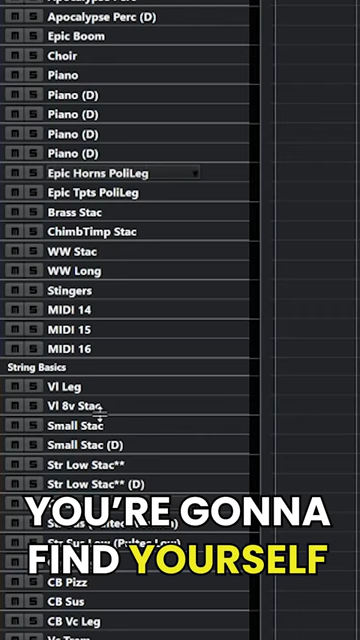 Apocalypse Perc (D)
M S Epic Boom
M S Choir
M S Piano
M S Piano (D)
M S Piano (D)
M S Piano (D)
M S Piano (D)
M S Epic Horns PoliLeg
M S Epic Tpts PoliLeg
M S Brass Stac
M S ChimbTimp Stac
M S WW Stac
M S WW Long
M S Stingers
M S MIDI 14
M S MIDI 15
M S MIDI 16
String Basics
M S Vl Leg
M S Vl 8v Stac
M S Small Stac
M S Small Stac (D)
M S Str Low Stac**
M S Str Low Stac** (D)
YOU'RE GONNA
FIND YOURSELF
M S CB Pizz
M S CB Sus
M S CB Vc Leg